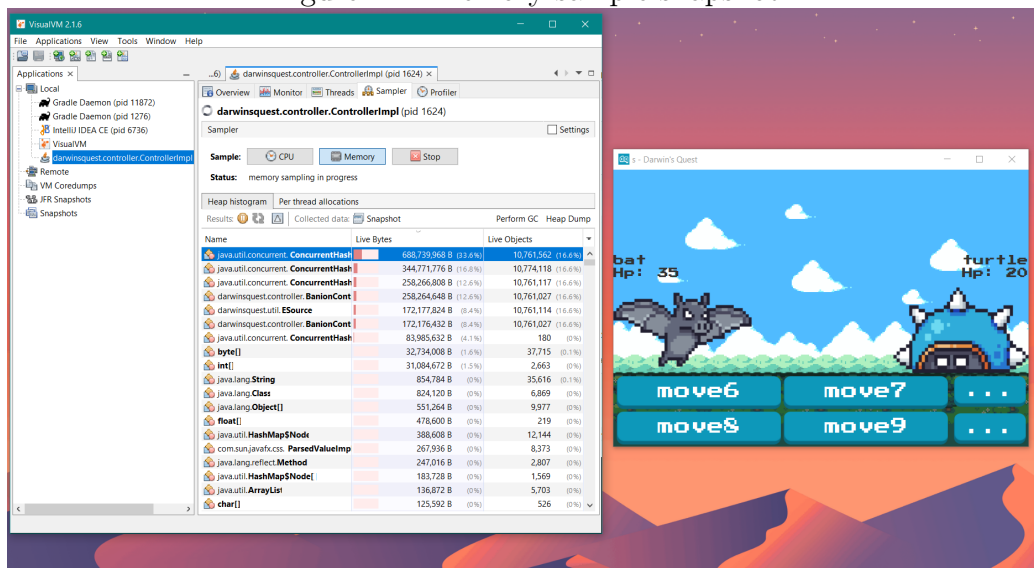 VisualVM 2.1.6
File Applications View Tools Window Help
Applications × ...6) darwinsquest.controller.ControllerImpl (pid 1624) ×
Local
Gradle Daemon (pid 11872)
Gradle Daemon (pid 1276)
IntelliJ IDEA CE (pid 6736)
VisualVM
darwinsquest.controller.ControllerImpl
Remote
VM Coredumps
JFR Snapshots
Snapshots
Overview Monitor Threads Sampler Profiler
darwinsquest.controller.ControllerImpl (pid 1624)
Sampler Settings
Sample: CPU Memory Stop
Status: memory sampling in progress
Heap histogram Per thread allocations
Results: Collected data: Snapshot Perform GC Heap Dump
Name Live Bytes Live Objects
java.util.concurrent. ConcurrentHash 688,739,968 B (33.6%) 10,761,562 (16.6%)
java.util.concurrent. ConcurrentHash 344,771,776 B (16.8%) 10,774,118 (16.6%)
java.util.concurrent. ConcurrentHash 258,266,808 B (12.6%) 10,761,117 (16.6%)
darwinsquest.controller. BanionCont 258,264,648 B (12.6%) 10,761,027 (16.6%)
darwinsquest.util. ESource 172,177,824 B (8.4%) 10,761,114 (16.6%)
darwinsquest.controller. BanionCont 172,176,432 B (8.4%) 10,761,027 (16.6%)
java.util.concurrent. ConcurrentHash 83,985,632 B (4.1%) 180 (0%)
byte[] 32,734,008 B (1.6%) 37,715 (0.1%)
int[] 31,084,672 B (1.5%) 2,663 (0%)
java.lang.String 854,784 B (0%) 35,616 (0.1%)
java.lang.Class 824,120 B (0%) 6,869 (0%)
java.lang.Object[] 551,264 B (0%) 9,977 (0%)
float[] 478,600 B (0%) 219 (0%)
java.util.HashMap$Node 388,608 B (0%) 12,144 (0%)
com.sun.javafx.css. ParsedValueImp 267,936 B (0%) 8,373 (0%)
java.lang.reflect.Method 247,016 B (0%) 2,807 (0%)
java.util.HashMap$Node[ 183,728 B (0%) 1,569 (0%)
java.util.ArrayList 136,872 B (0%) 5,703 (0%)
char[] 125,592 B (0%) 526 (0%)
s - Darwin's Quest
bat turtle
Hp: 35 Hp: 20
move6 move7 ...
move8 move9 ...